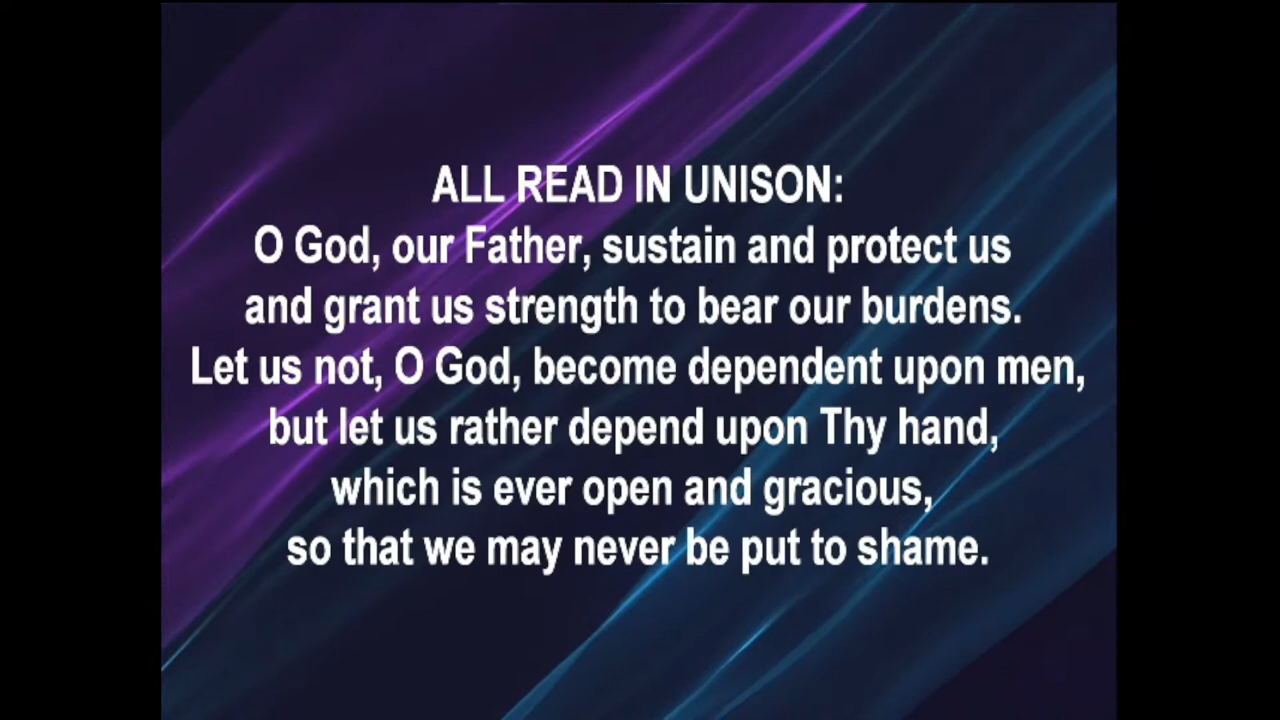 ALL READ IN UNISON:
O God, our Father, sustain and protect us
and grant us strength to bear our burdens.
Let us not, O God, become dependent upon men,
but let us rather depend upon Thy hand,
which is ever open and gracious,
so that we may never be put to shame.